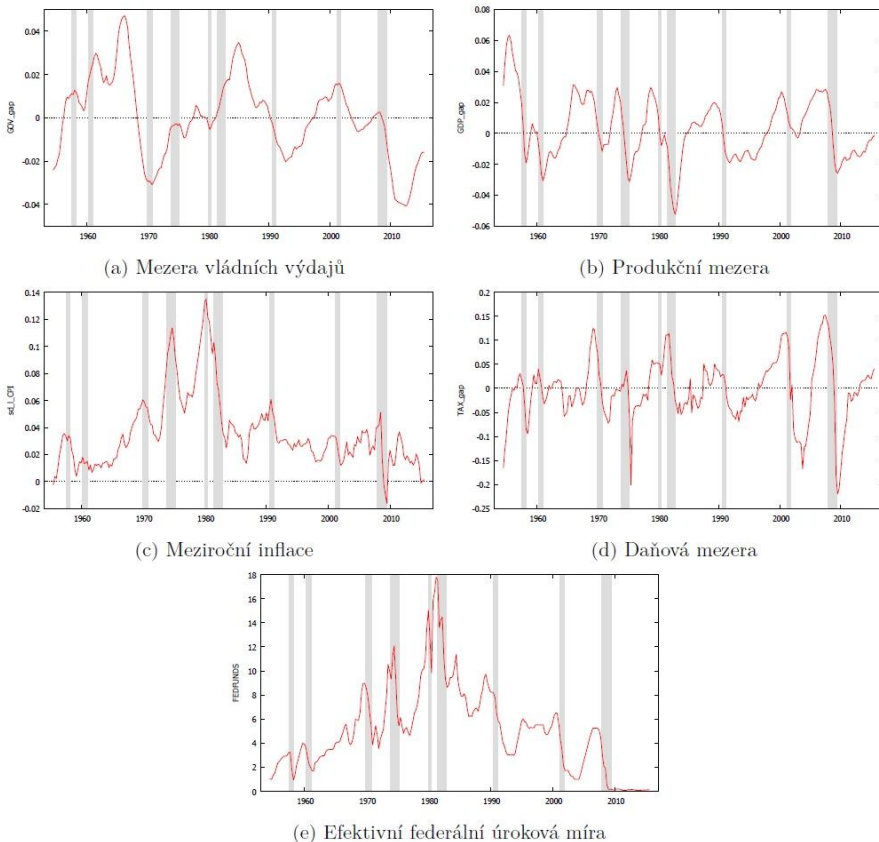 0.04
0.02
0
-0.02
-0.04
GOV_gap
1960 1970 1980 1990 2000 2010
(a) Mezera vládních výdajů
0.08
0.06
0.04
0.02
0
-0.02
-0.04
-0.06
GDP_gap
1960 1970 1980 1990 2000 2010
(b) Produkční mezera
0.14
0.12
0.1
0.08
0.06
0.04
0.02
0
-0.02
sd_l_CPI
1960 1970 1980 1990 2000 2010
(c) Meziroční inflace
0.2
0.15
0.1
0.05
0
-0.05
-0.1
-0.15
-0.2
-0.25
TAX_gap
1960 1970 1980 1990 2000 2010
(d) Daňová mezera
18
16
14
12
10
8
6
4
2
0
FEDFUNDS
1960 1970 1980 1990 2000 2010
(e) Efektivní federální úroková míra